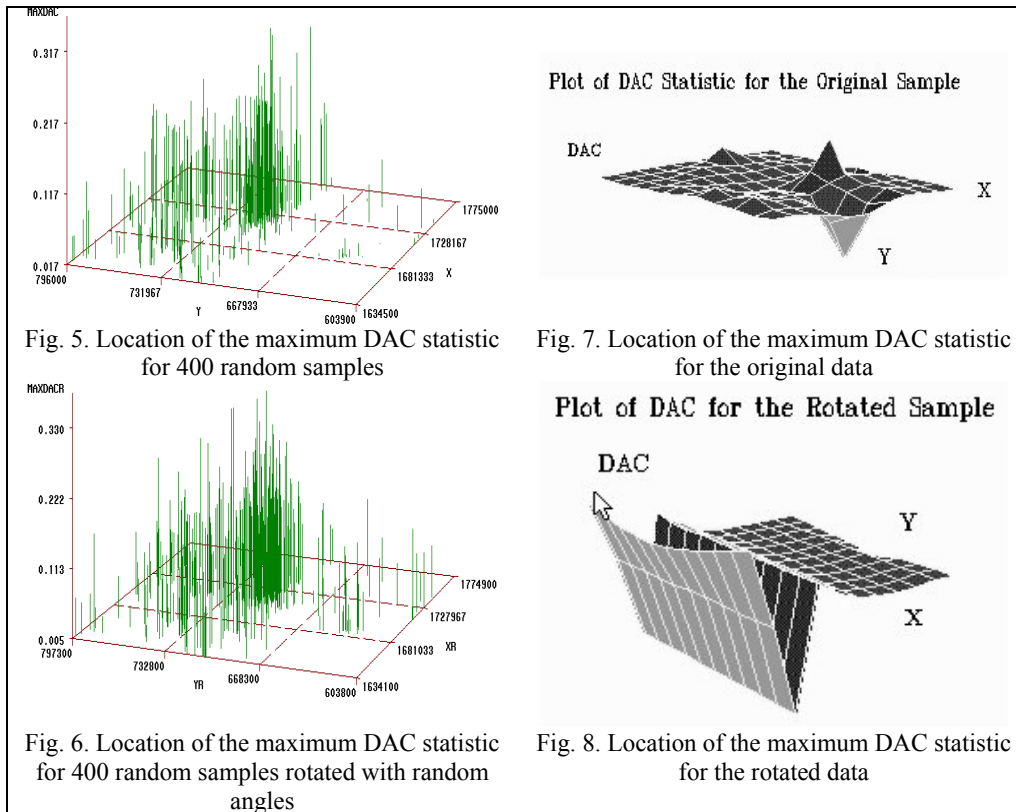 MAXDAC
0.317
0.217
0.117
0.017
796000
731967
Y
667933
603900
1634500
1681333
X
1728167
1775000
Fig. 5. Location of the maximum DAC statistic
for 400 random samples
Plot of DAC Statistic for the Original Sample
DAC
X
Y
Fig. 7. Location of the maximum DAC statistic
for the original data
MAXDACR
0.330
0.222
0.113
0.005
797300
732800
YR
668300
603800
1634100
1681033
XR
1727967
1774900
Fig. 6. Location of the maximum DAC statistic
for 400 random samples rotated with random
angles
Plot of DAC for the Rotated Sample
DAC
Y
X
Fig. 8. Location of the maximum DAC statistic
for the rotated data